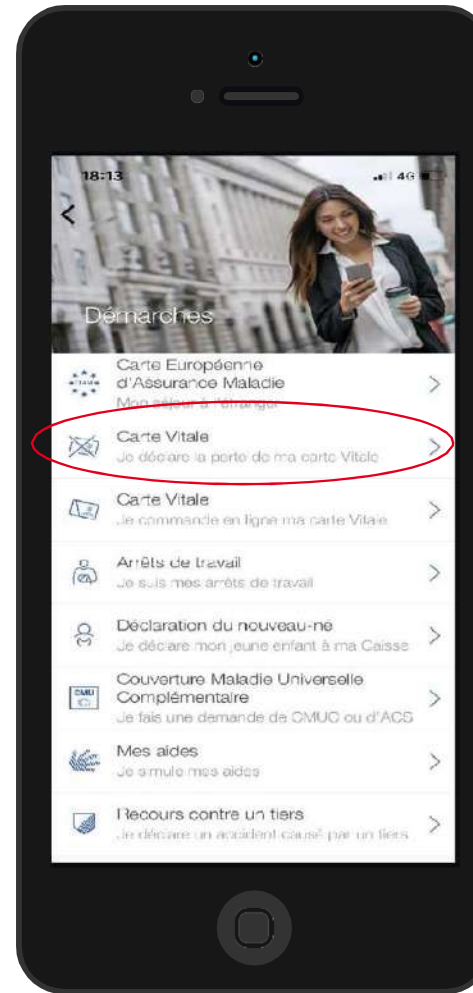 18:13
4G
Démarches
Carte Européenne
d'Assurance Maladie
Mon séjour à l'étranger
Carte Vitale
Je déclare la perte de ma carte Vitale
Carte Vitale
Je commande en ligne ma carte Vitale
Arrêts de travail
Je suis mes arrêts de travail
Déclaration du nouveau-né
Je déclare mon jeune enfant à ma Caisse
Couverture Maladie Universelle
Complémentaire
CMU
Je fais une demande de CMUC ou d'ACS
Mes aides
Je simule mes aides
Recours contre un tiers
Je déclare un accident causé par un tiers